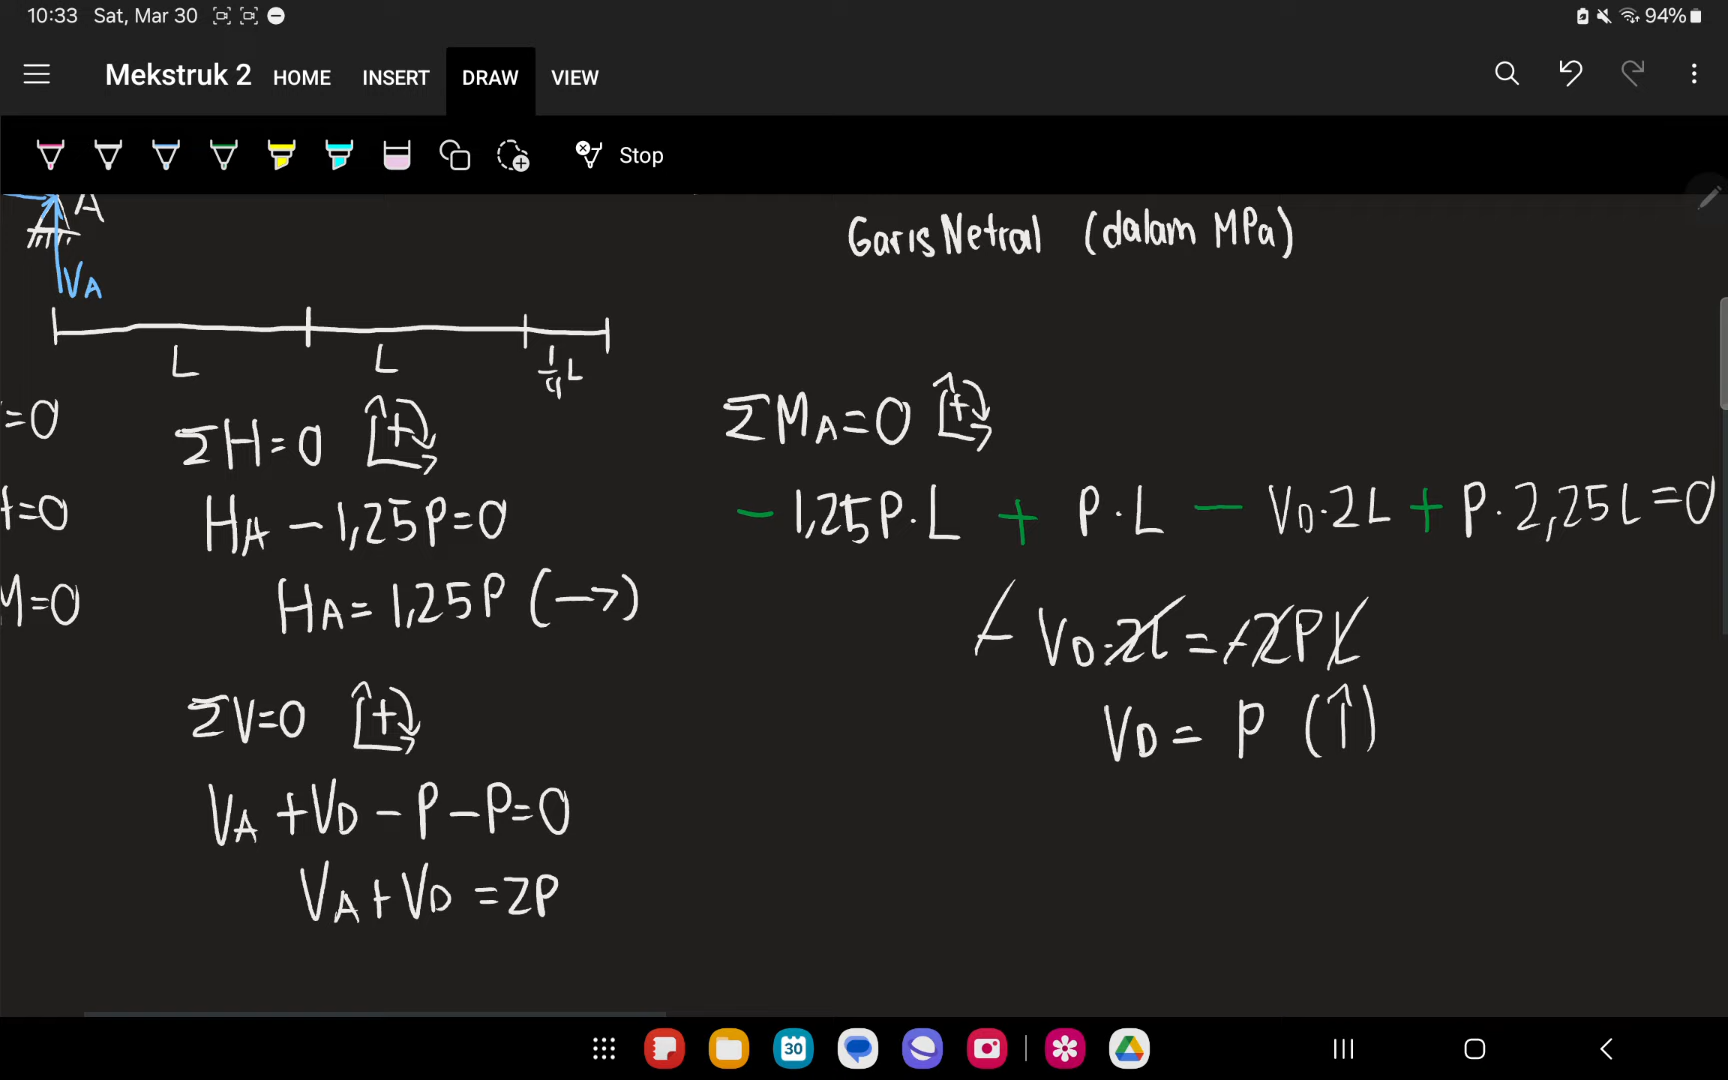 10:33 Sat, Mar 30 94%
Mekstruk 2 HOME INSERT DRAW VIEW
Stop
A
VA
Garis Netral (dalam MPa)
L L 1/4 L
=0
ΣH=0 +
=0
HA - 1,25P=0
M=0
HA = 1,25P (→)
ΣV=0 +
VA + VD - P - P=0
VA + VD = 2P
ΣMA=0 +
- 1,25P·L + P·L - VD·2L + P·2,25L=0
- VD·2L = -2PL
VD = P (↑)
30